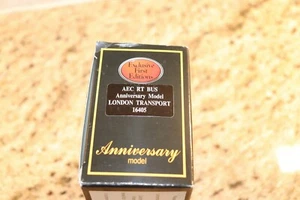 Exclusive
First
Editions
AEC RT BUS
Anniversary Model
LONDON TRANSPORT
16405
Anniversary
model